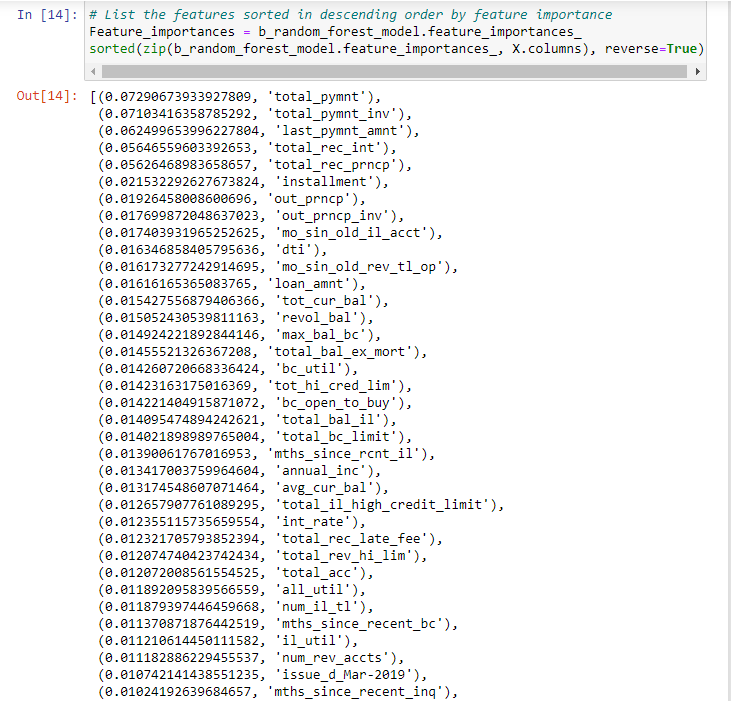 In [14]: # List the features sorted in descending order by feature importance
Feature_importances = b_random_forest_model.feature_importances_
sorted(zip(b_random_forest_model.feature_importances_, X.columns), reverse=True)
Out[14]: [(0.07290673933927809, 'total_pymnt'),
(0.07103416358785292, 'total_pymnt_inv'),
(0.062499653996227804, 'last_pymnt_amnt'),
(0.05646559603392653, 'total_rec_int'),
(0.05626468983658657, 'total_rec_prncp'),
(0.021532292627673824, 'installment'),
(0.01926458008600696, 'out_prncp'),
(0.017699872048637023, 'out_prncp_inv'),
(0.017403931965252625, 'mo_sin_old_il_acct'),
(0.016346858405795636, 'dti'),
(0.016173277242914695, 'mo_sin_old_rev_tl_op'),
(0.01616165365083765, 'loan_amnt'),
(0.015427556879406366, 'tot_cur_bal'),
(0.015052430539811163, 'revol_bal'),
(0.014924221892844146, 'max_bal_bc'),
(0.01455521326367208, 'total_bal_ex_mort'),
(0.014260720668336424, 'bc_util'),
(0.01423163175016369, 'tot_hi_cred_lim'),
(0.014221404915871072, 'bc_open_to_buy'),
(0.014095474894242621, 'total_bal_il'),
(0.014021898989765004, 'total_bc_limit'),
(0.01390061767016953, 'mths_since_rcnt_il'),
(0.013417003759964604, 'annual_inc'),
(0.013174548607071464, 'avg_cur_bal'),
(0.012657907761089295, 'total_il_high_credit_limit'),
(0.012355115735659554, 'int_rate'),
(0.012321705793852394, 'total_rec_late_fee'),
(0.012074740423742434, 'total_rev_hi_lim'),
(0.012072008561554525, 'total_acc'),
(0.011892095839566559, 'all_util'),
(0.011879397446459668, 'num_il_tl'),
(0.011370871876442519, 'mths_since_recent_bc'),
(0.011210614450111582, 'il_util'),
(0.011182886229455537, 'num_rev_accts'),
(0.010742141438551235, 'issue_d_Mar-2019'),
(0.01024192639684657, 'mths_since_recent_inq'),